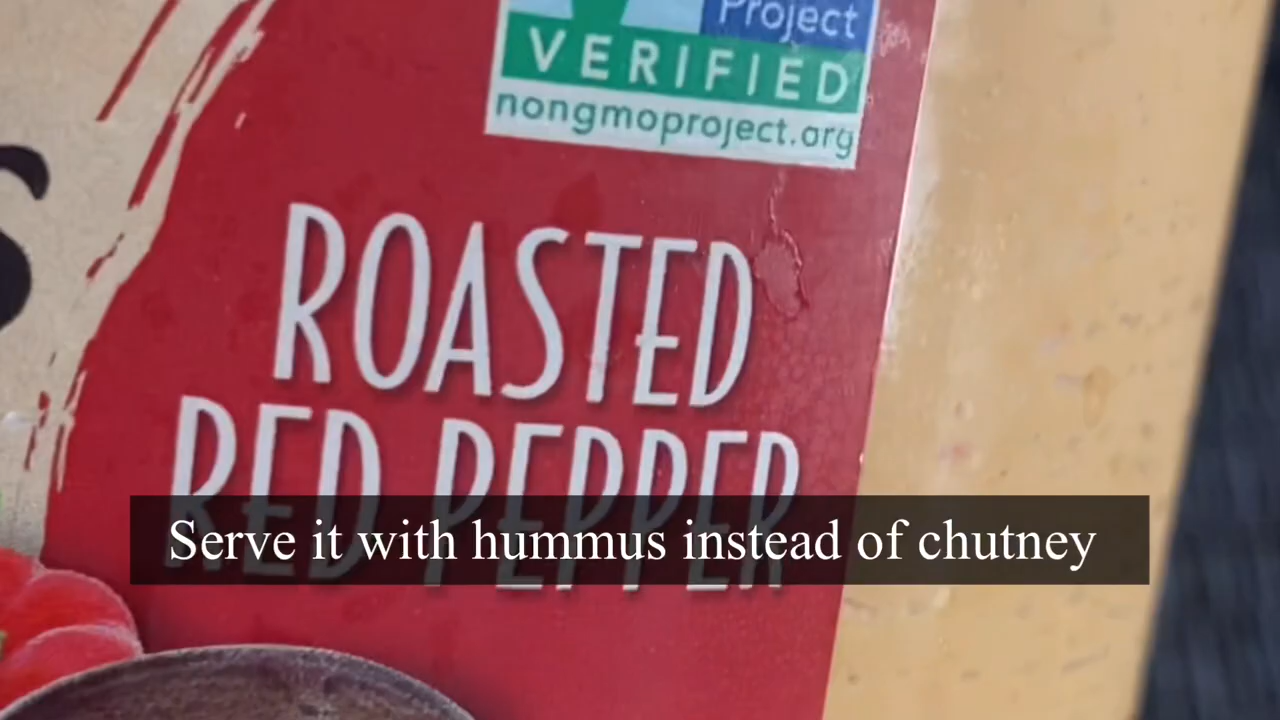 Project
VERIFIED
nongmoproject.org
ROASTED
RED PEPPER
Serve it with hummus instead of chutney